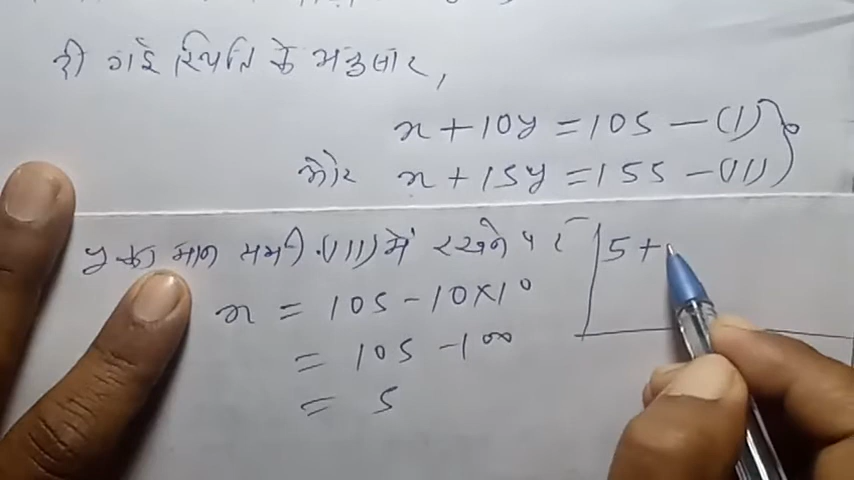 दी गई स्थिति के अनुसार,
x + 10y = 105 – (I)
और x + 15y = 155 – (II)
y का मान समी. (III) में रखने पर
5 +
x = 105 – 10×10
= 105 – 100
= 5